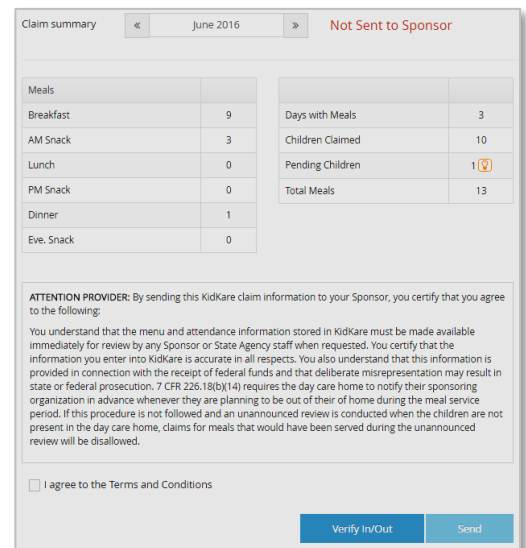 Claim summary « June 2016 » Not Sent to Sponsor
Meals
Breakfast 9
AM Snack 3
Lunch 0
PM Snack 0
Dinner 1
Eve. Snack 0
Days with Meals 3
Children Claimed 10
Pending Children 1
Total Meals 13
ATTENTION PROVIDER: By sending this KidKare claim information to your Sponsor, you certify that you agree
to the following:
You understand that the menu and attendance information stored in KidKare must be made available
immediately for review by any Sponsor or State Agency staff when requested. You certify that the
information you enter into KidKare is accurate in all respects. You also understand that this information is
provided in connection with the receipt of federal funds and that deliberate misrepresentation may result in
state or federal prosecution. 7 CFR 226.18(b)(14) requires the day care home to notify their sponsoring
organization in advance whenever they are planning to be out of their of home during the meal service
period. If this procedure is not followed and an unannounced review is conducted when the children are not
present in the day care home, claims for meals that would have been served during the unannounced
review will be disallowed.
I agree to the Terms and Conditions
Verify In/Out Send